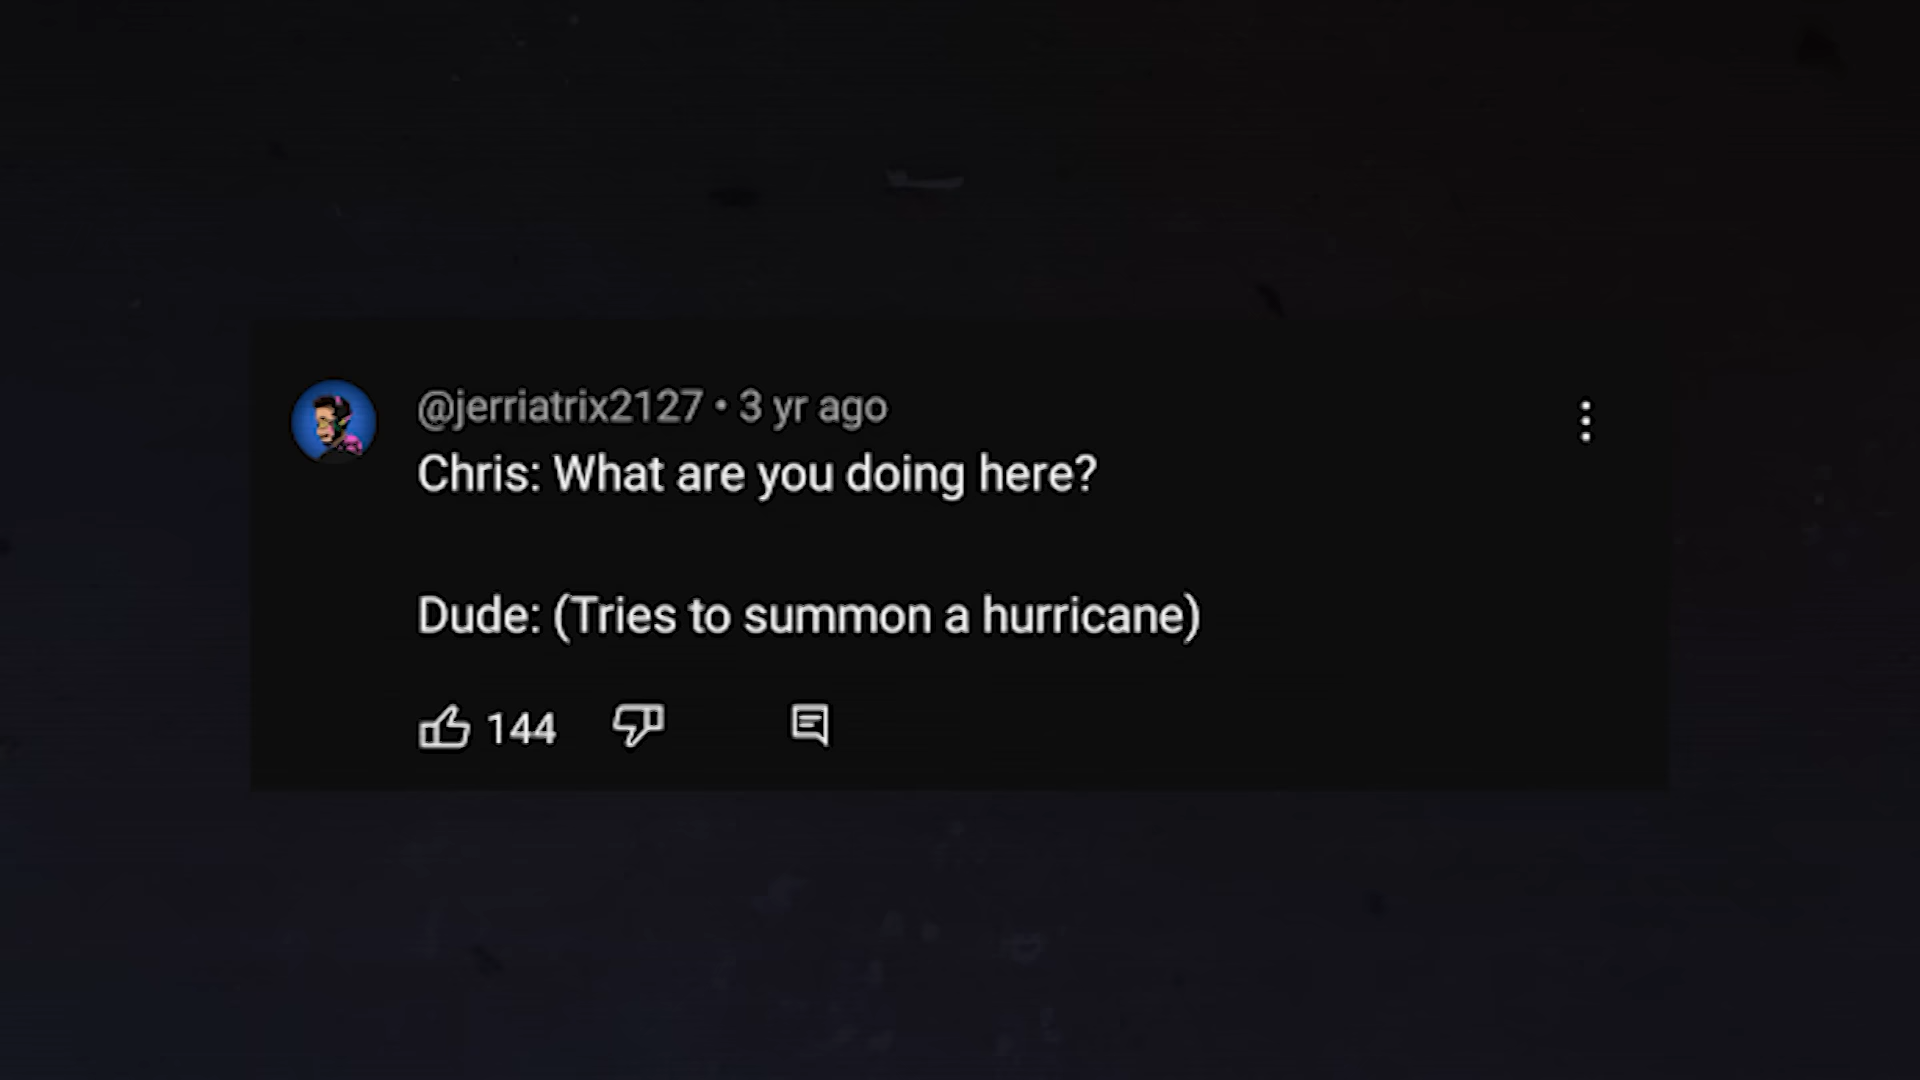 @jerriatrix2127 • 3 yr ago
Chris: What are you doing here?
Dude: (Tries to summon a hurricane)
144